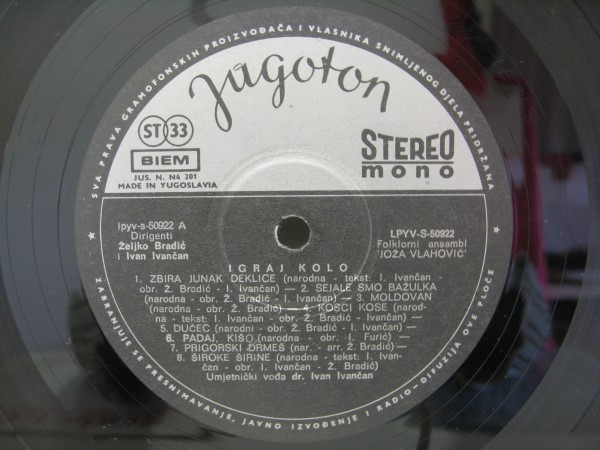 SVA PRAVA GRAMOFONSKIH PROIZVOĐAČA I VLASNIKA SNIMLJENOG DJELA PRIDRŽANA
Jugoton
ST 33
STEREO
mono
BIEM
JUS. N. N4 201
MADE IN YUGOSLAVIA
lpyv-s-50922 A
Dirigenti
Željko Bradić
i Ivan Ivančan
LPYV-S-50922
Folklorni ansambl
"JOŽA VLAHOVIĆ"
IGRAJ KOLO
1. ZBIRA JUNAK DEKLICE (narodna - tekst: I. Ivančan -
obr. Ž. Bradić - I. Ivančan) — 2. SEJALE SMO BAŽULKA
(narodna - obr. Ž. Bradić - I. Ivančan) — 3. MOLDOVAN
(narodna - obr. Ž. Bradić) — 4. KOSCI KOSE (narod-
na - tekst: I. Ivančan - obr. Ž. Bradić - I. Ivančan) —
5. DUČEC (narodni - obr. Ž. Bradić - I. Ivančan) —
6. PADAJ, KIŠO (narodna - obr. I. Furić) —
7. PRIGORSKI DRMEŠ (nar. - arr. Ž. Bradić) —
8. ŠIROKE ŠIRINE (narodna - tekst: I. Ivan-
čan - obr. I. Ivančan - Ž. Bradić)
Umjetnički vođa dr. Ivan Ivančan
ZABRANJUJE SE PRESNIMAVANJE, JAVNO IZVOĐENJE I RADIO-DIFUZIJA OVE PLOČE